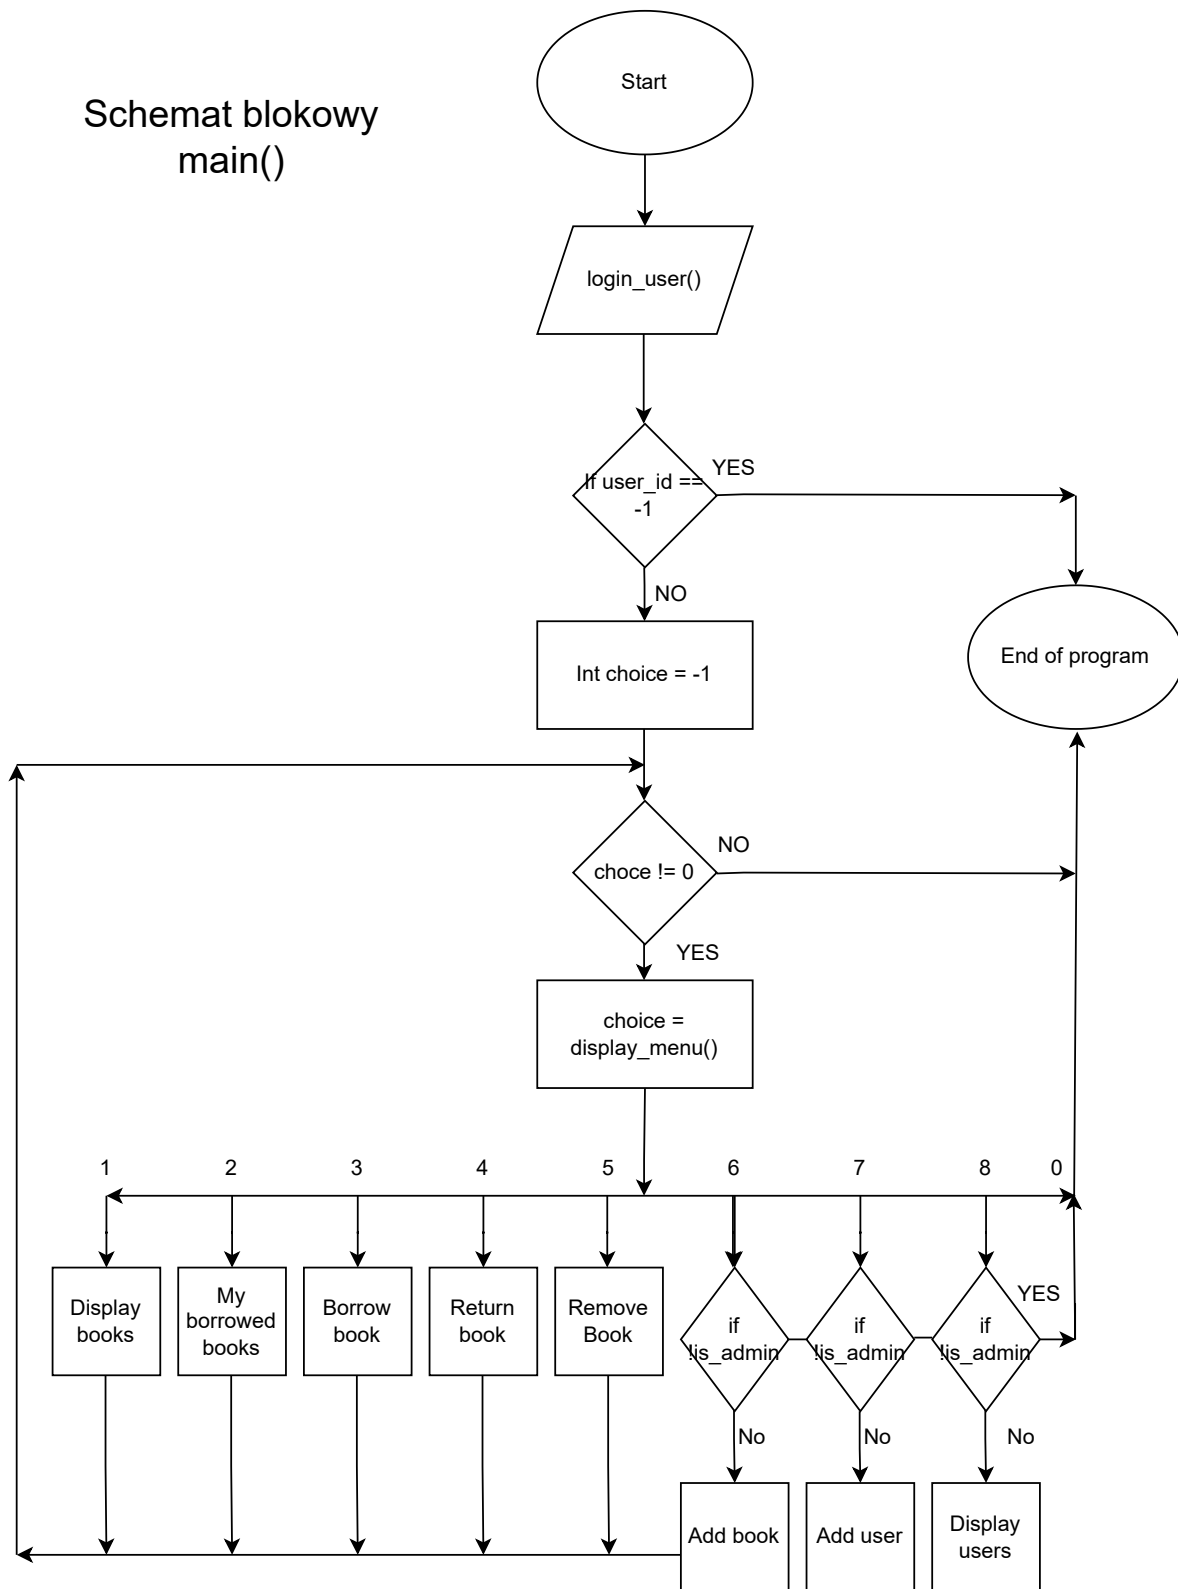 Schemat blokowy
main()
Start
login_user()
If user_id ==
-1
YES
NO
Int choice = -1
End of program
choce != 0
NO
YES
choice =
display_menu()
1
2
3
4
5
6
7
8
0
Display
books
My
borrowed
books
Borrow
book
Return
book
Remove
Book
if
!is_admin
if
!is_admin
if
!is_admin
YES
No
No
No
Add book
Add user
Display
users